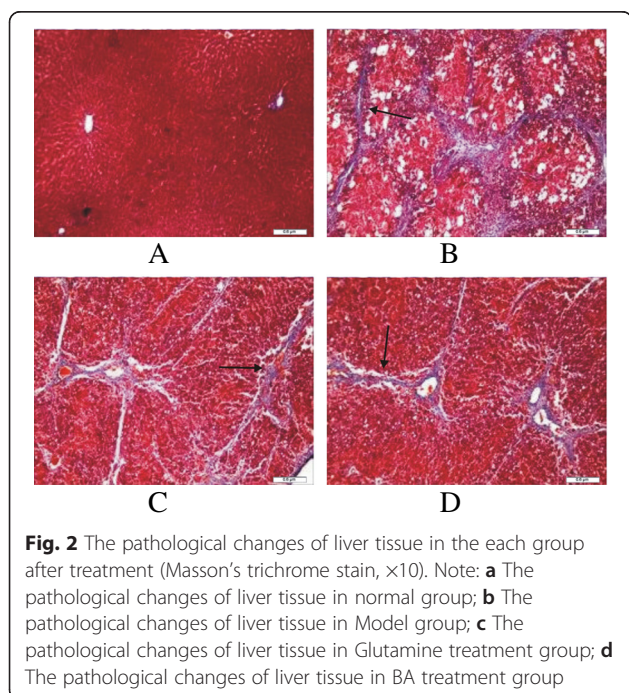 A
B
C
D
Fig. 2 The pathological changes of liver tissue in the each group
after treatment (Masson's trichrome stain, ×10). Note: a The
pathological changes of liver tissue in normal group; b The
pathological changes of liver tissue in Model group; c The
pathological changes of liver tissue in Glutamine treatment group; d
The pathological changes of liver tissue in BA treatment group